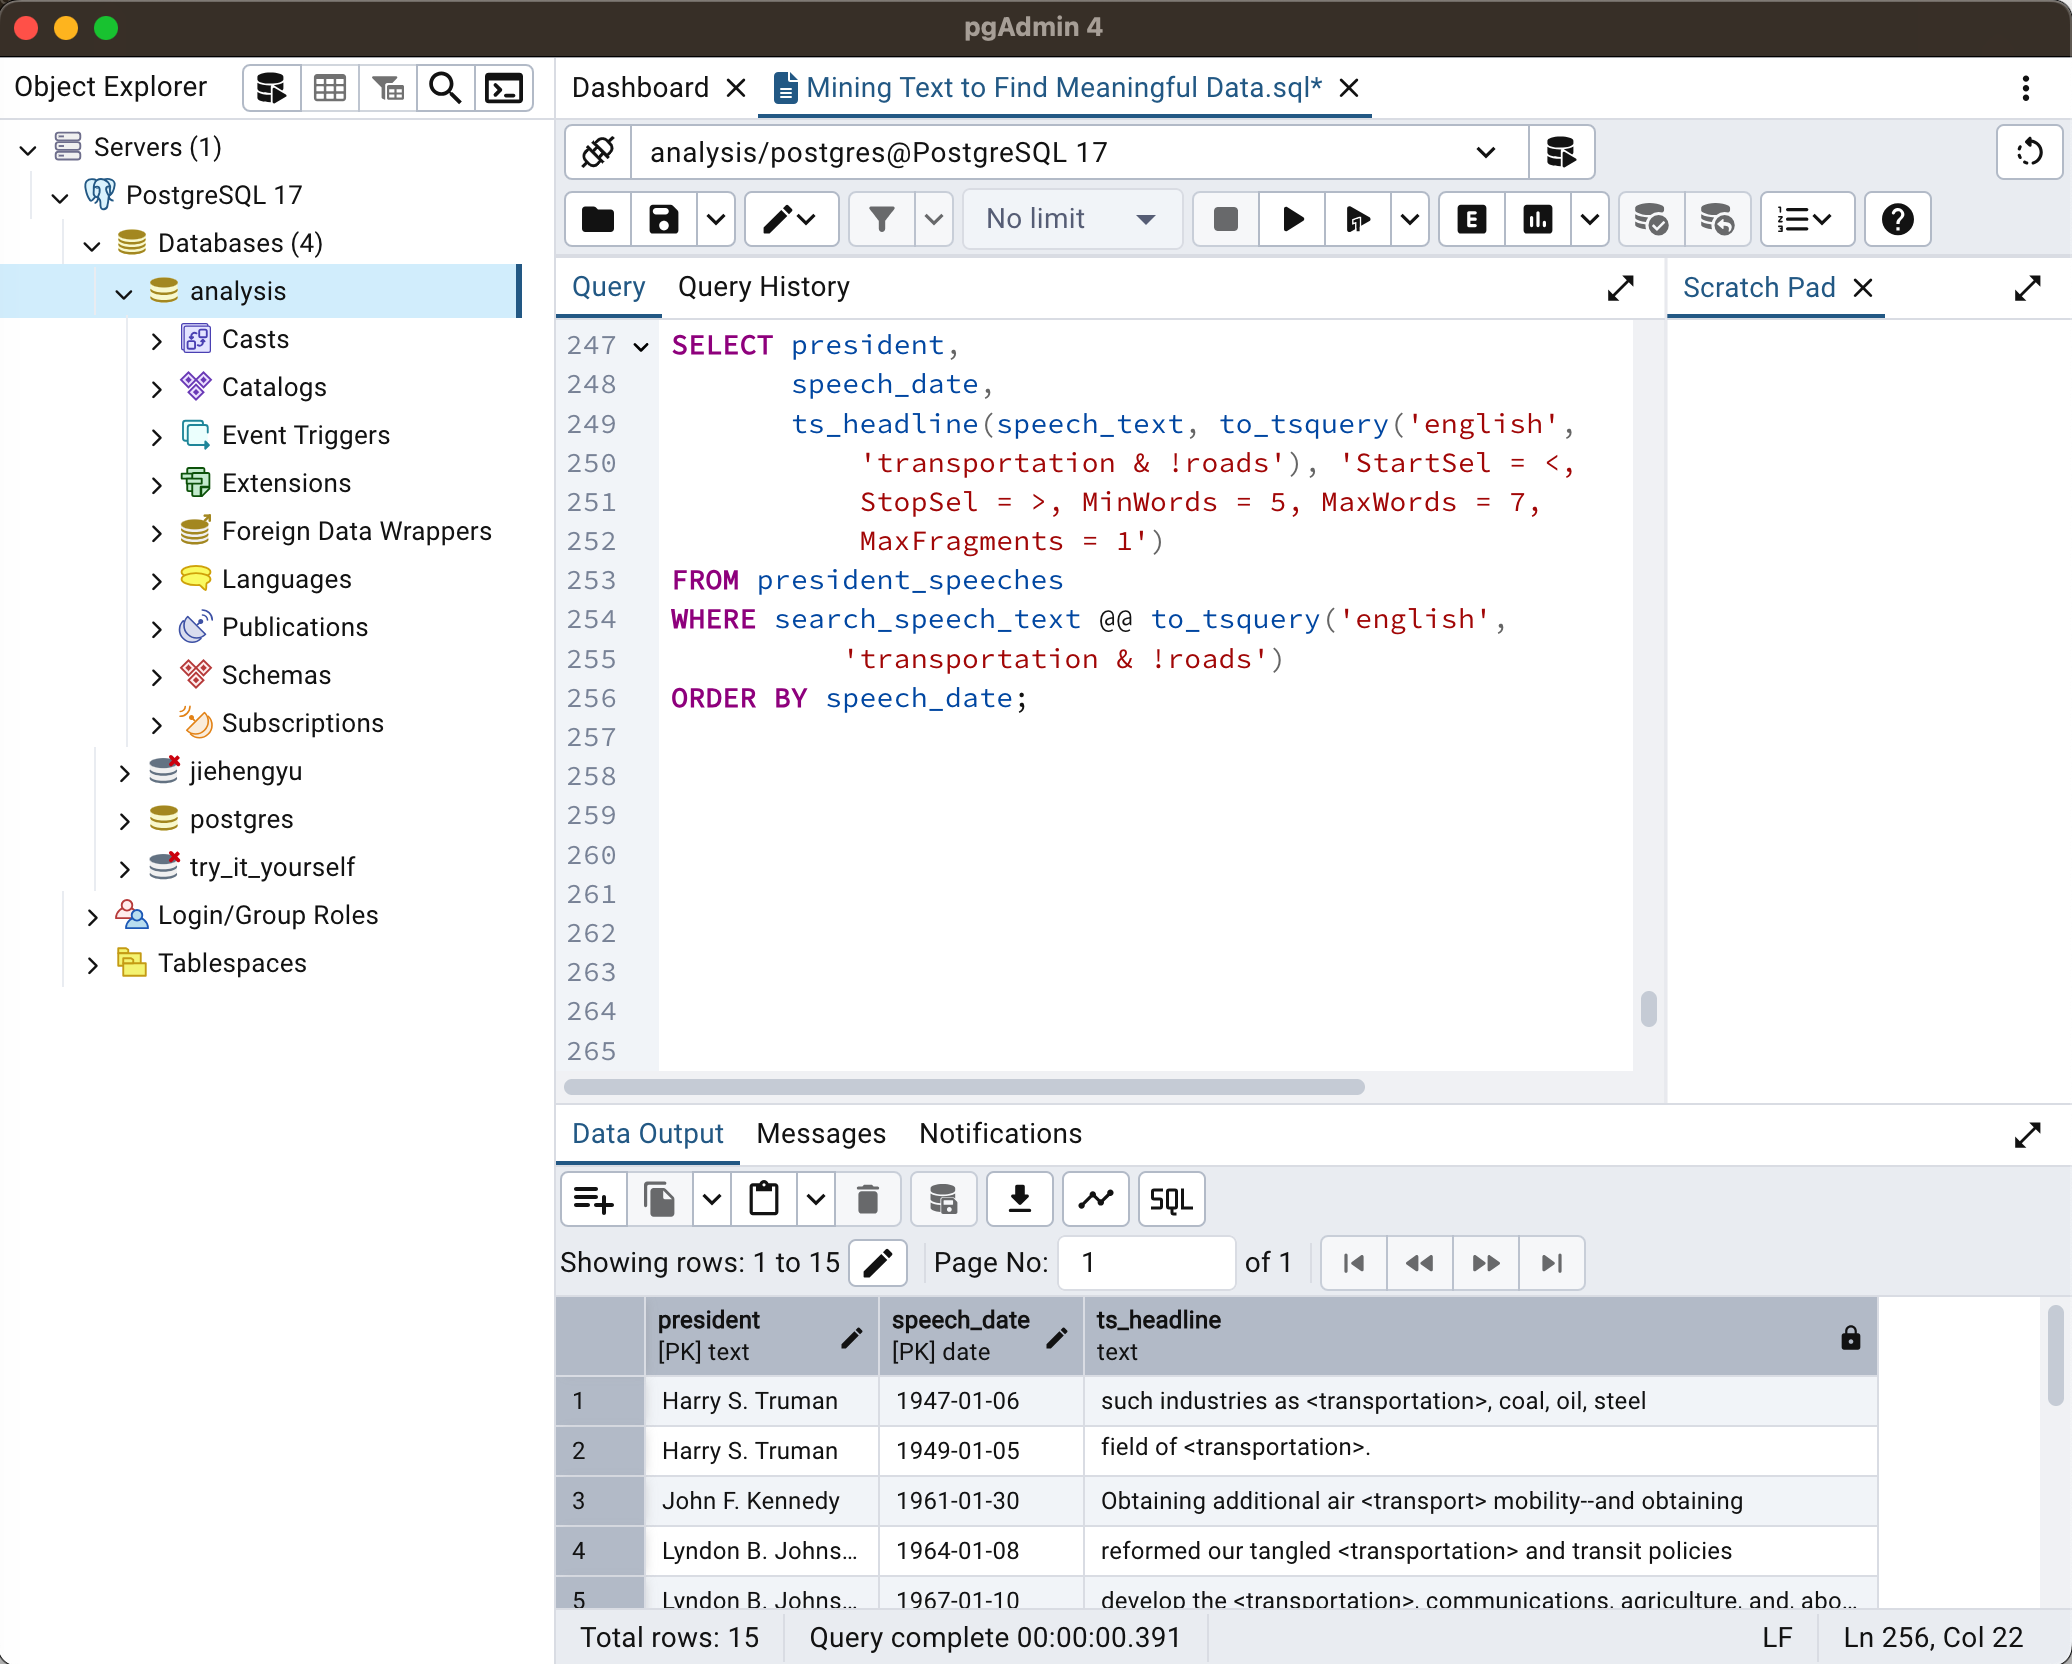 pgAdmin 4
Object Explorer
Dashboard
Mining Text to Find Meaningful Data.sql*
Servers (1)
PostgreSQL 17
Databases (4)
analysis
Casts
Catalogs
Event Triggers
Extensions
Foreign Data Wrappers
Languages
Publications
Schemas
Subscriptions
jiehengyu
postgres
try_it_yourself
Login/Group Roles
Tablespaces
analysis/postgres@PostgreSQL 17
No limit
E
Query
Query History
Scratch Pad
247 SELECT president,
248 speech_date,
249 ts_headline(speech_text, to_tsquery('english',
250 'transportation & !roads'), 'StartSel = <,
251 StopSel = >, MinWords = 5, MaxWords = 7,
252 MaxFragments = 1')
253 FROM president_speeches
254 WHERE search_speech_text @@ to_tsquery('english',
255 'transportation & !roads')
256 ORDER BY speech_date;
257
258
259
260
261
262
263
264
265
Data Output
Messages
Notifications
SQL
Showing rows: 1 to 15
Page No: 1 of 1
president
[PK] text
speech_date
[PK] date
ts_headline
text
1 Harry S. Truman 1947-01-06 such industries as <transportation>, coal, oil, steel
2 Harry S. Truman 1949-01-05 field of <transportation>.
3 John F. Kennedy 1961-01-30 Obtaining additional air <transport> mobility--and obtaining
4 Lyndon B. Johns... 1964-01-08 reformed our tangled <transportation> and transit policies
5 Lyndon B. Johns... 1967-01-10 develop the <transportation>, communications, agriculture, and, abo...
Total rows: 15
Query complete 00:00:00.391
LF
Ln 256, Col 22